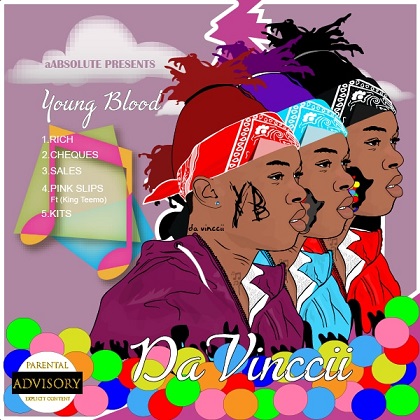 aABSOLUTE PRESENTS
Young Blood
1.RICH
2.CHEQUES
3.SALES
4.PINK SLIPS
Ft (King Teemo)
5.KITS
YB
da vinccii
Da Vinccii
PARENTAL
ADVISORY
EXPLICIT CONTENT